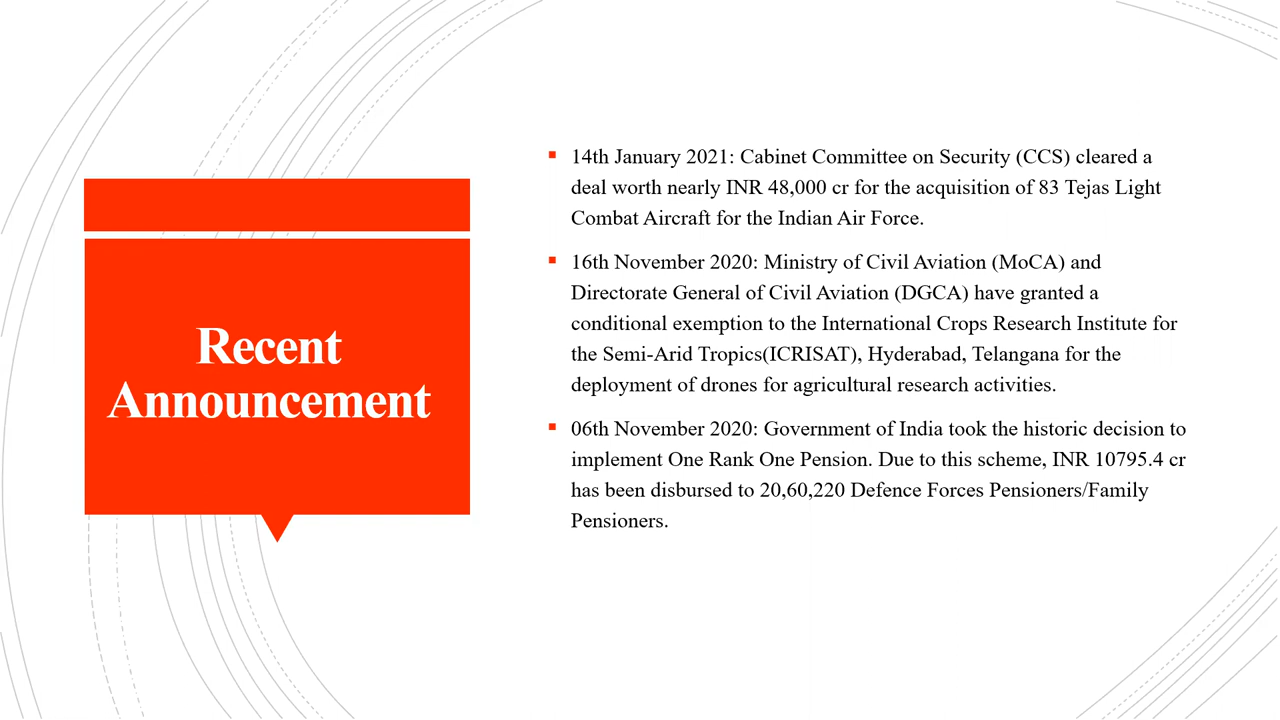 Recent
Announcement
14th January 2021: Cabinet Committee on Security (CCS) cleared a
deal worth nearly INR 48,000 cr for the acquisition of 83 Tejas Light
Combat Aircraft for the Indian Air Force.
16th November 2020: Ministry of Civil Aviation (MoCA) and
Directorate General of Civil Aviation (DGCA) have granted a
conditional exemption to the International Crops Research Institute for
the Semi-Arid Tropics(ICRISAT), Hyderabad, Telangana for the
deployment of drones for agricultural research activities.
06th November 2020: Government of India took the historic decision to
implement One Rank One Pension. Due to this scheme, INR 10795.4 cr
has been disbursed to 20,60,220 Defence Forces Pensioners/Family
Pensioners.